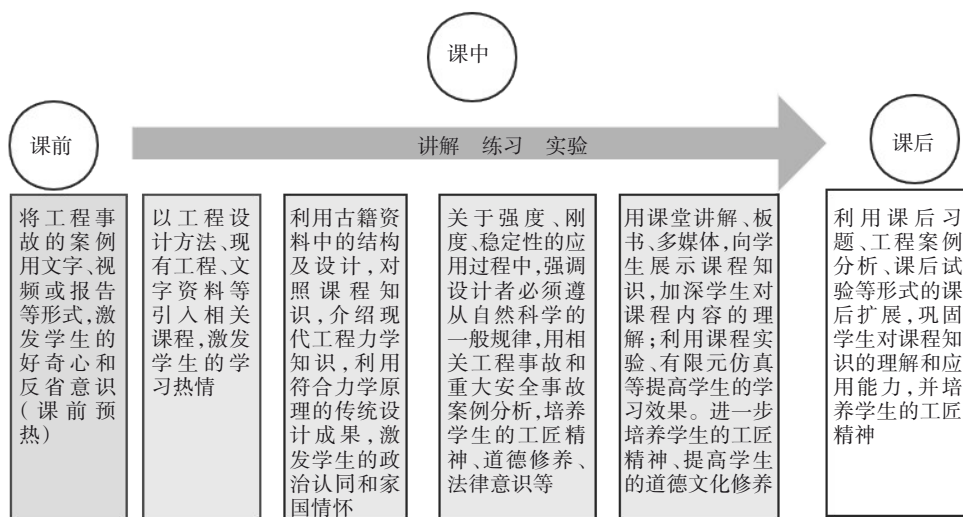 课中
课前
讲解 练习 实验
课后
将工程事
故的案例
用文字、视
频或报告
等形式,激
发学生的
好奇心和
反省意识
(课前预
热)
以工程设
计方法、现
有工程、文
字资料等
引入相关
课程,激发
学生的学
习热情
利用古籍资
料中的结构
及设计,对
照课程知
识,介绍现
代工程力学
知识,利用
符合力学原
理的传统设
计成果,激
发学生的政
治认同和家
国情怀
关于强度、刚
度、稳定性的应
用过程中,强调
设计者必须遵
从自然科学的
一般规律,用相
关工程事故和
重大安全事故
案例分析,培养
学生的工匠精
神、道德修养、
法律意识等
用课堂讲解、板
书、多媒体,向学
生展示课程知
识,加深学生对
课程内容的理
解;利用课程实
验、有限元仿真
等提高学生的学
习效果。进一步
培养学生的工匠
精神、提高学生
的道德文化修养
利用课后习
题、工程案例
分析、课后试
验等形式的课
后扩展,巩固
学生对课程知
识的理解和应
用能力,并培
养学生的工匠
精神